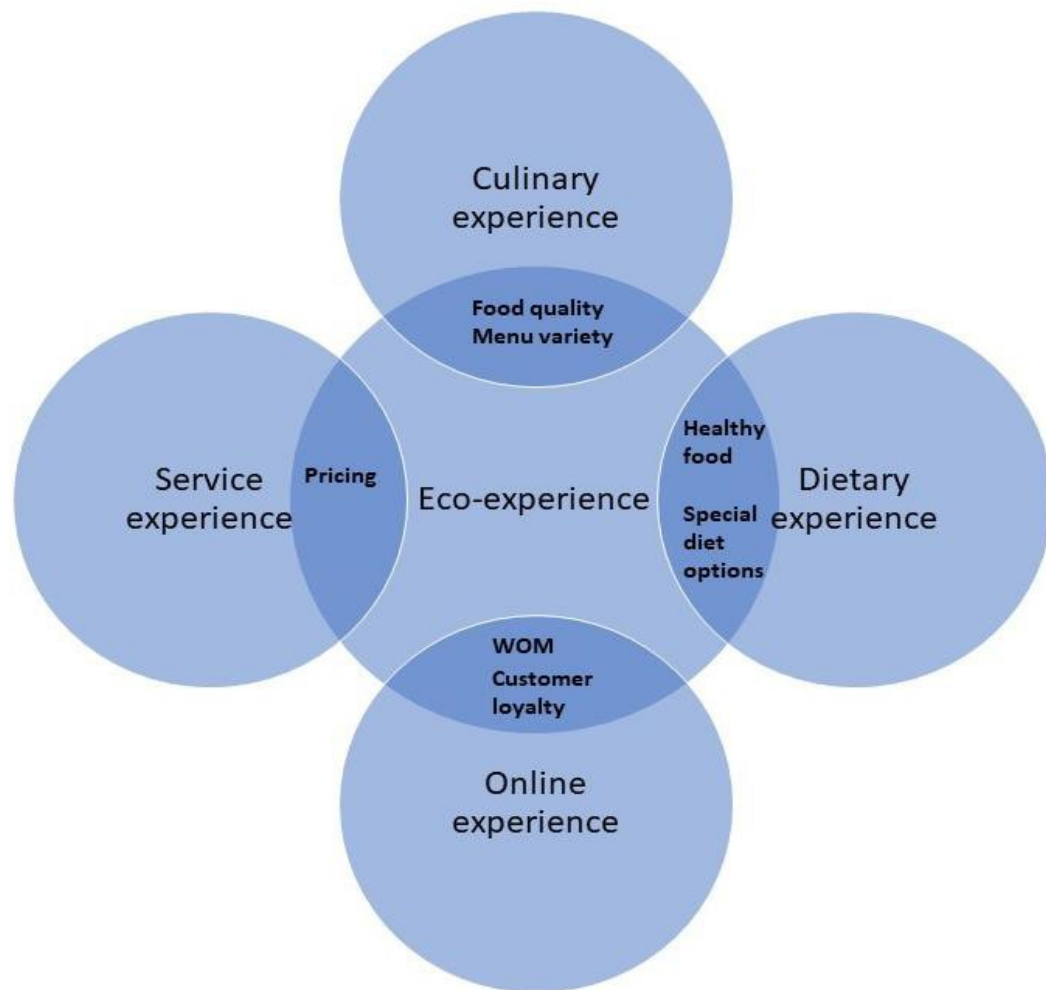 Culinary
experience
Food quality
Menu variety
Service
experience
Pricing
Eco-experience
Healthy
food
Special
diet
options
Dietary
experience
WOM
Customer
loyalty
Online
experience